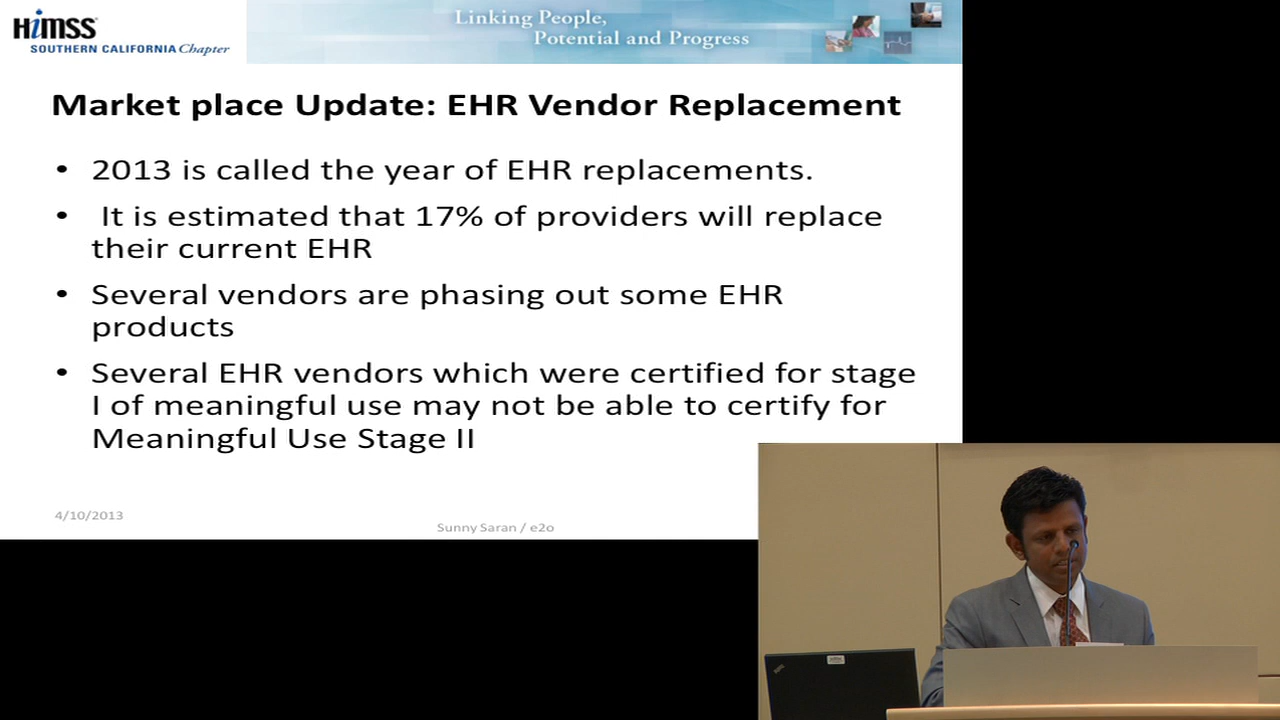 HiMSS
SOUTHERN CALIFORNIA Chapter
Linking People,
Potential and Progress
Market place Update: EHR Vendor Replacement
• 2013 is called the year of EHR replacements.
• It is estimated that 17% of providers will replace
their current EHR
• Several vendors are phasing out some EHR
products
• Several EHR vendors which were certified for stage
I of meaningful use may not be able to certify for
Meaningful Use Stage II
4/10/2013
Sunny Saran / e2o